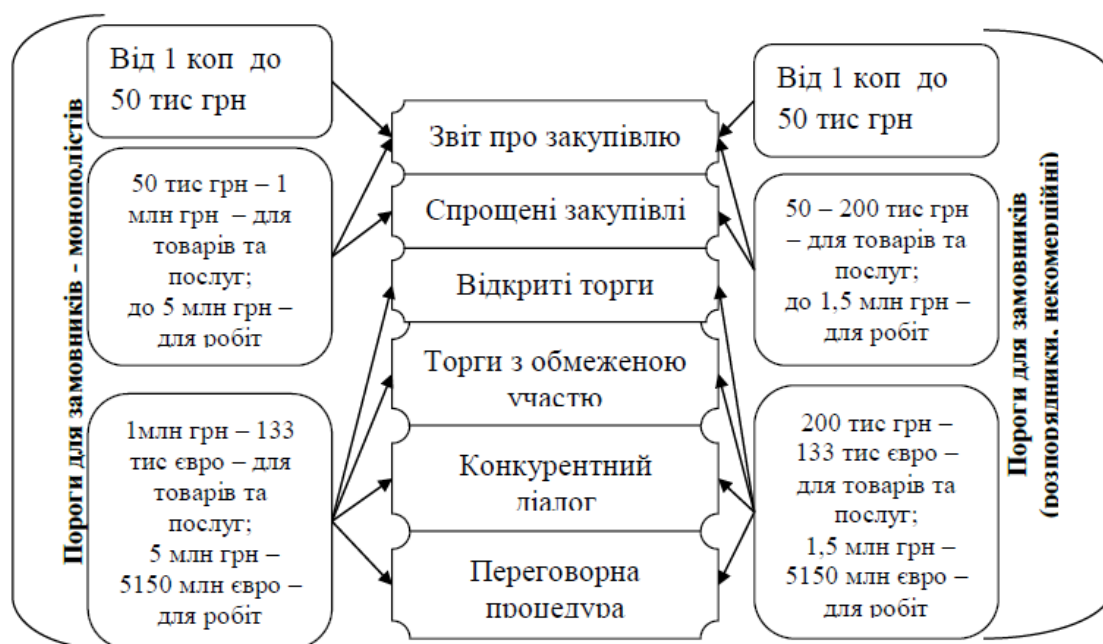 Пороги для замовників - монополістів
Від 1 коп до
50 тис грн
50 тис грн – 1
млн грн – для
товарів та
послуг;
до 5 млн грн –
для робіт
1млн грн – 133
тис євро – для
товарів та
послуг;
5 млн грн –
5150 млн євро –
для робіт
Звіт про закупівлю
Спрощені закупівлі
Відкриті торги
Торги з обмеженою
участю
Конкурентний
діалог
Переговорна
процедура
Від 1 коп до
50 тис грн
50 – 200 тис грн
– для товарів та
послуг;
до 1,5 млн грн –
для робіт
200 тис грн –
133 тис євро –
для товарів та
послуг;
1,5 млн грн –
5150 млн євро –
для робіт
Пороги для замовників
(розпорядники, некомерційні)